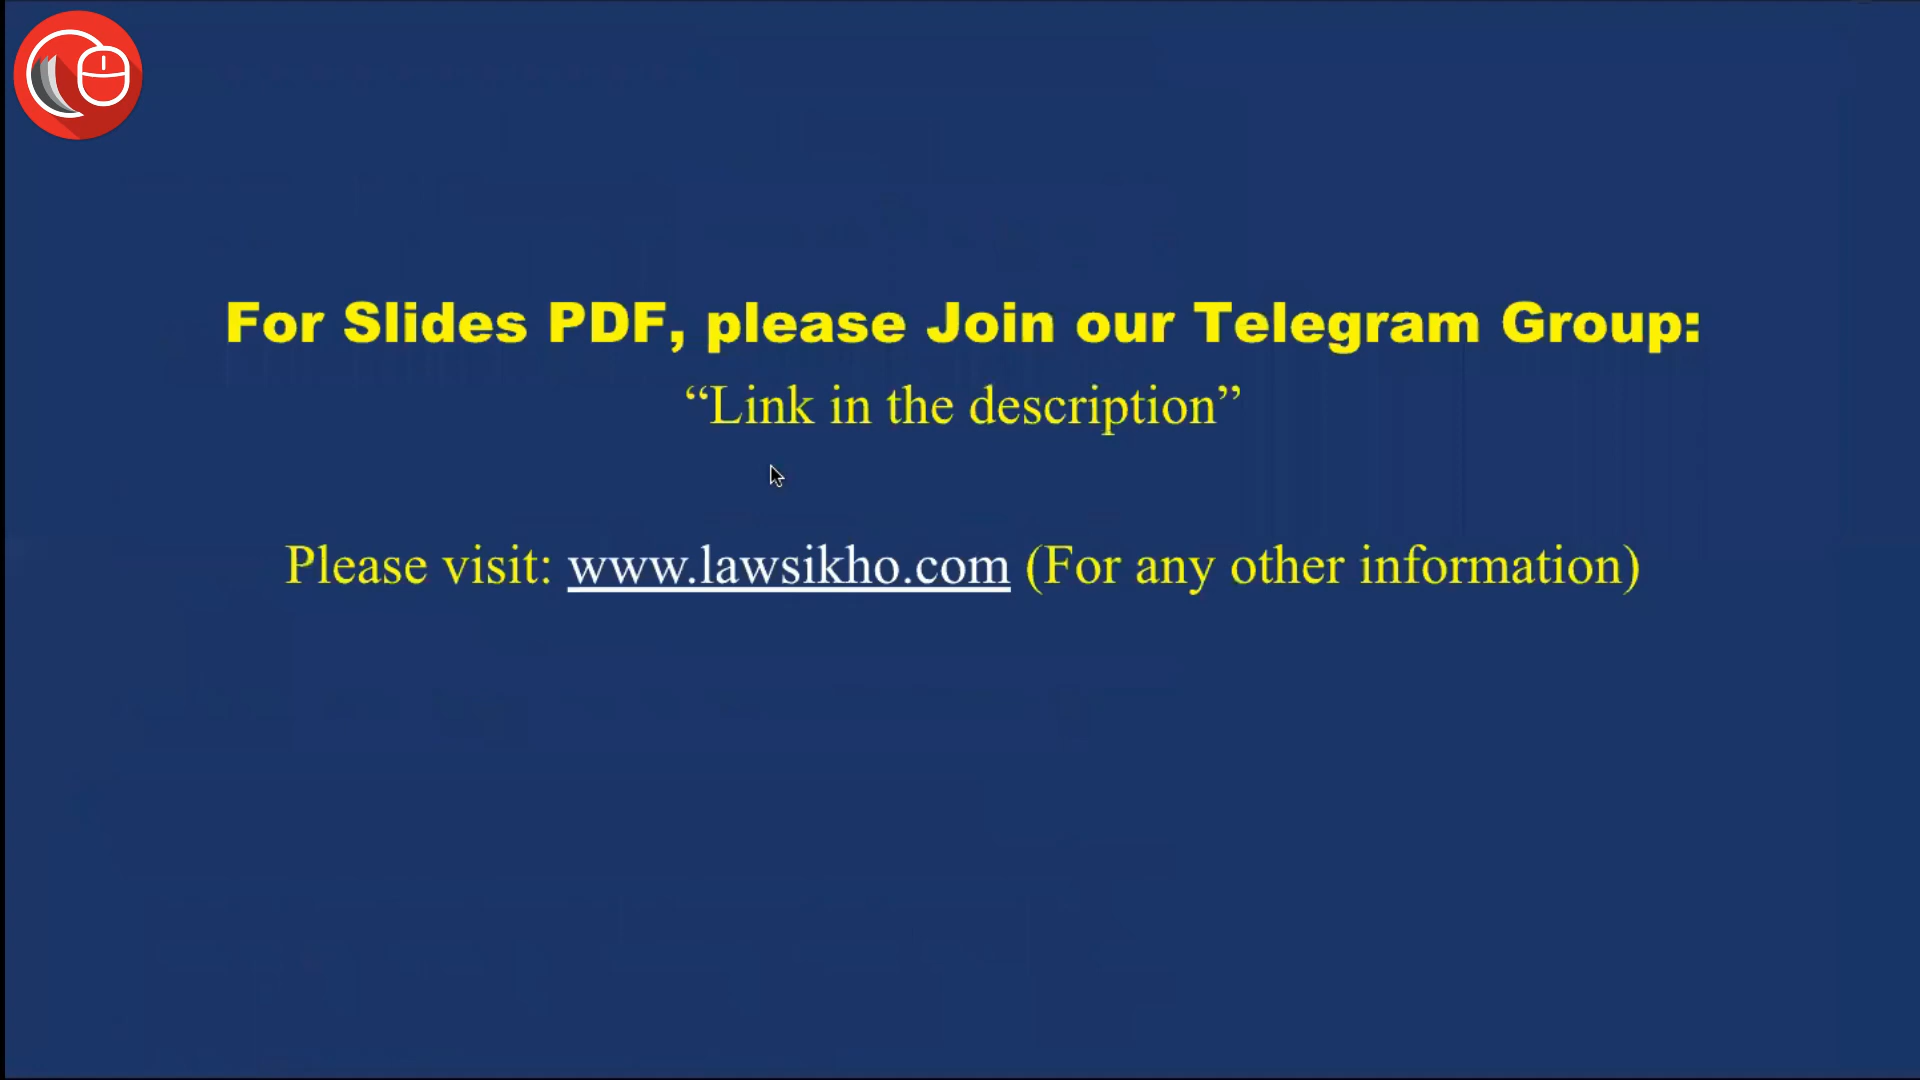 For Slides PDF, please Join our Telegram Group:
“Link in the description”
Please visit: www.lawsikho.com (For any other information)